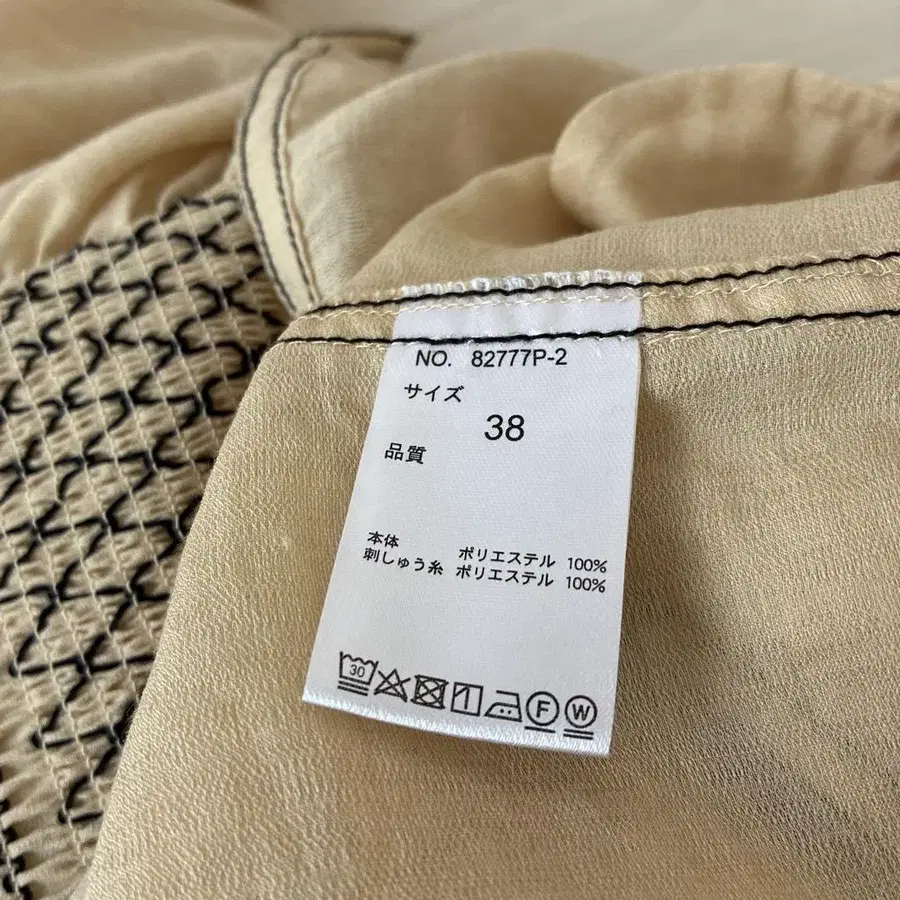 NO. 82777P-2
サイズ
38
品質
本体 ポリエステル 100%
刺しゅう糸 ポリエステル 100%
30 F W